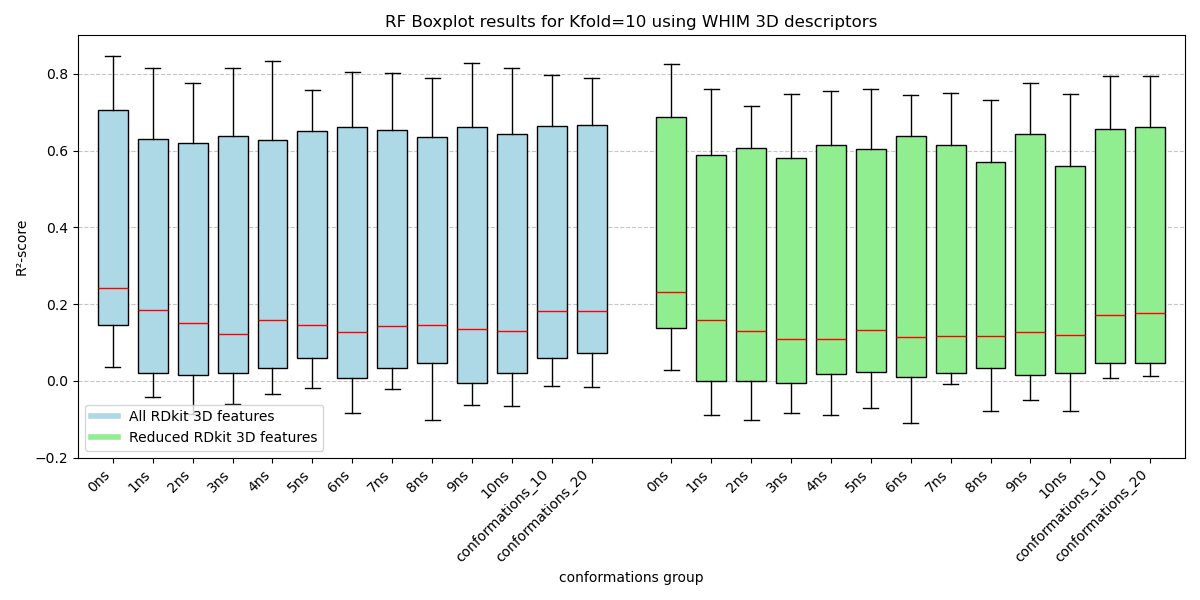 RF Boxplot results for Kfold=10 using WHIM 3D descriptors
R²-score
0.8
0.6
0.4
0.2
0.0
−0.2
All RDkit 3D features
Reduced RDkit 3D features
0ns
1ns
2ns
3ns
4ns
5ns
6ns
7ns
8ns
9ns
10ns
conformations_10
conformations_20
0ns
1ns
2ns
3ns
4ns
5ns
6ns
7ns
8ns
9ns
10ns
conformations_10
conformations_20
conformations group